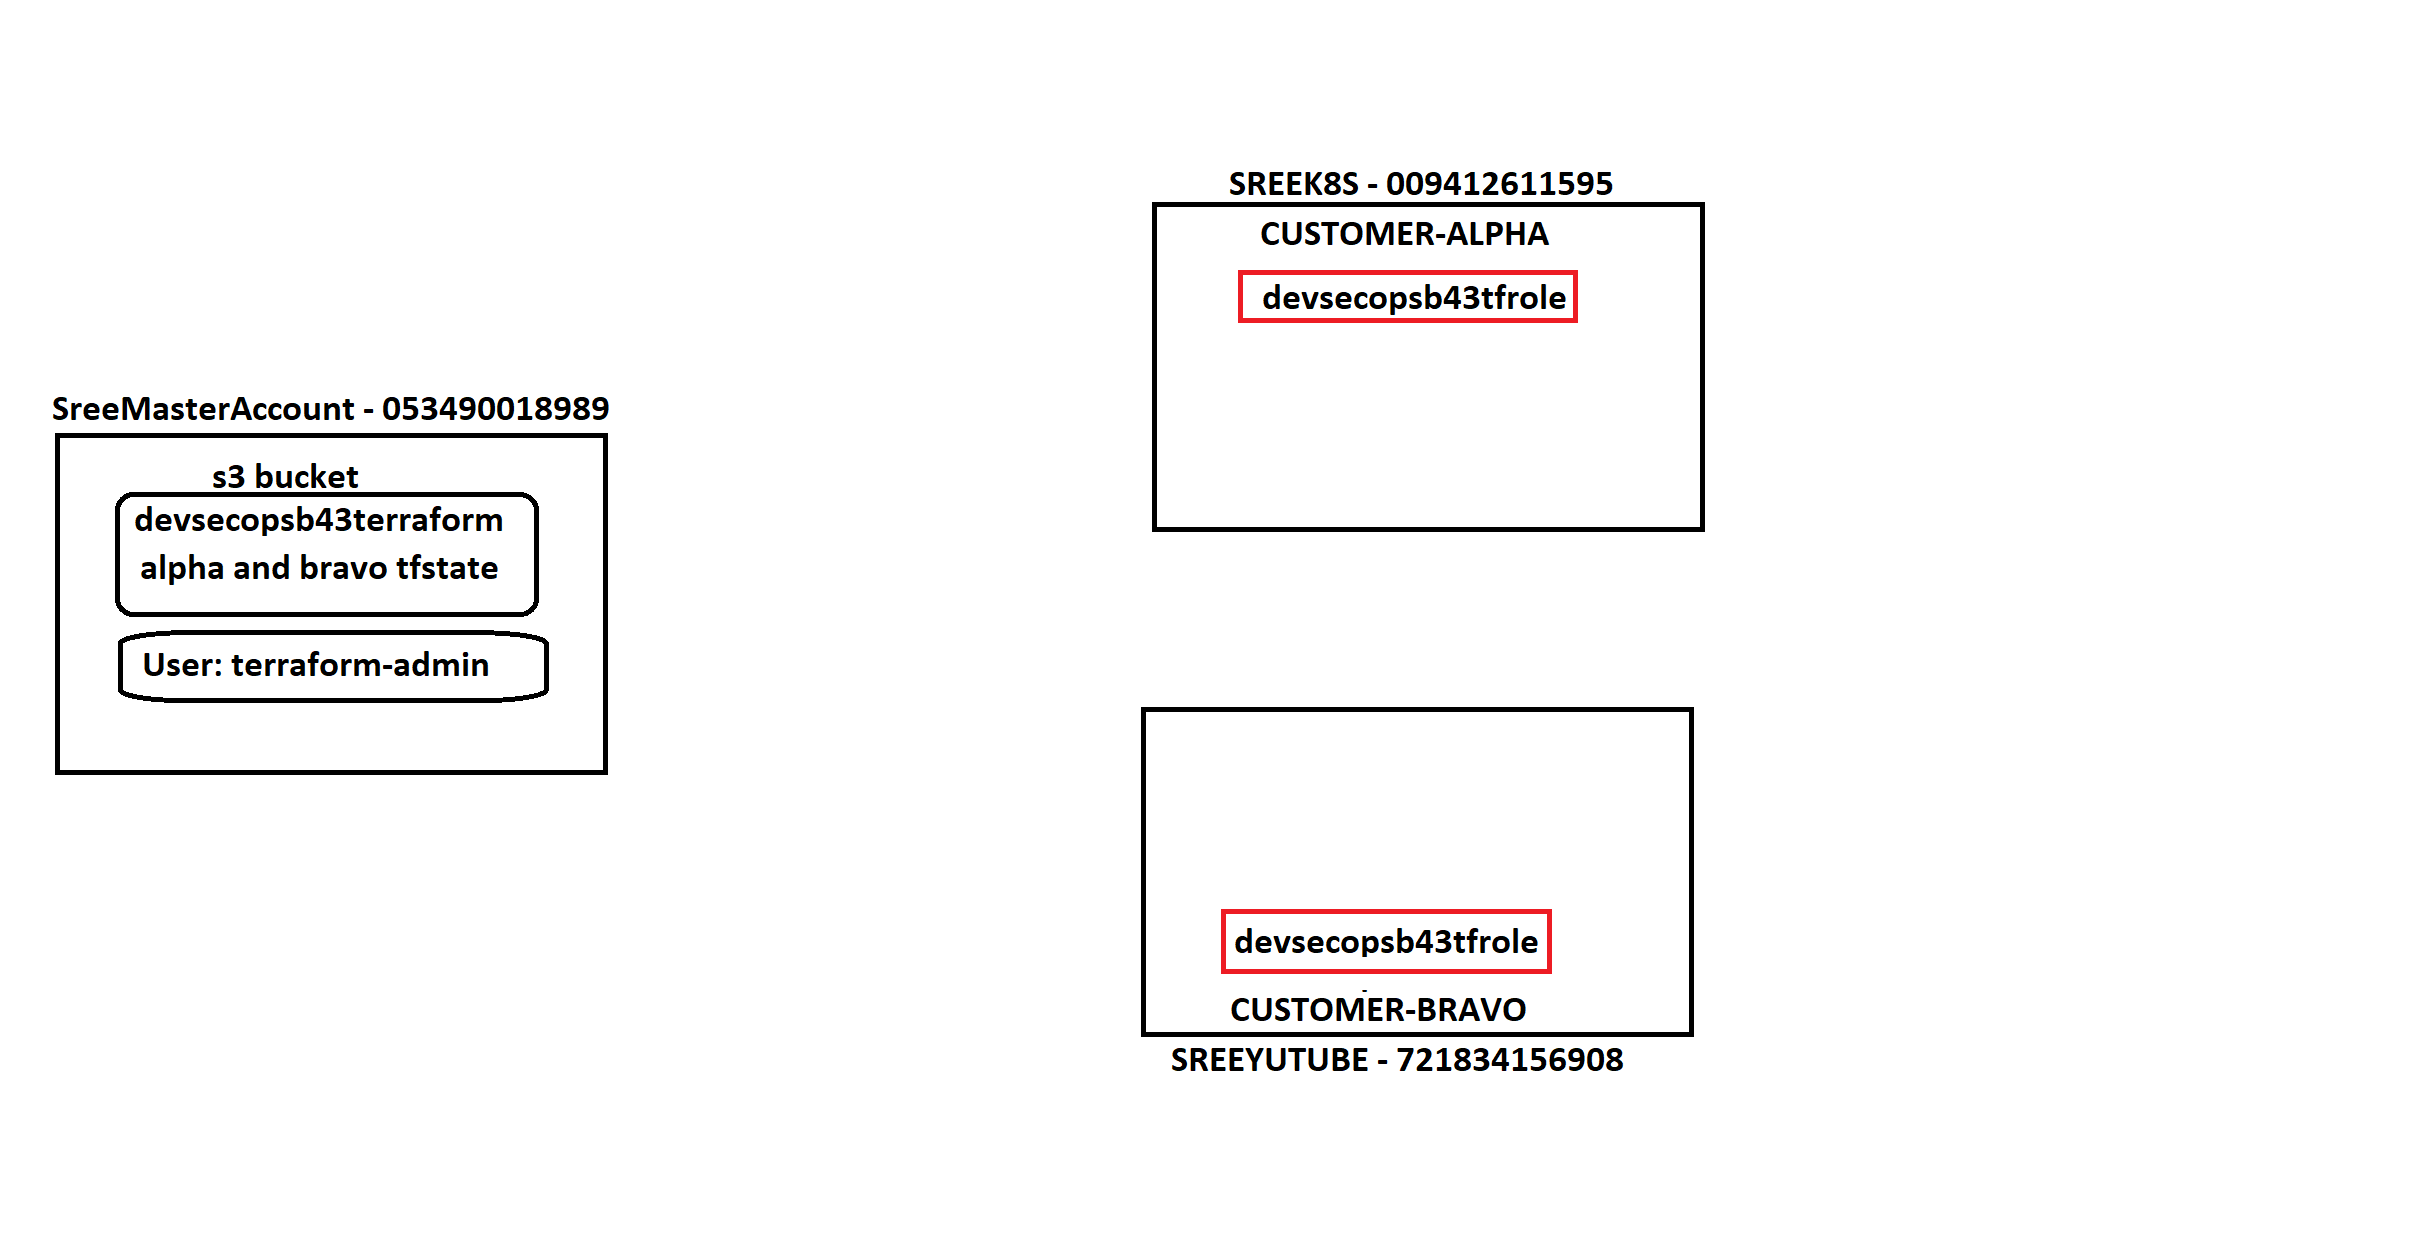 SREEK8S - 009412611595
CUSTOMER-ALPHA
devsecopsb43tfrole
SreeMasterAccount - 053490018989
s3 bucket
devsecopsb43terraform
alpha and bravo tfstate
User: terraform-admin
devsecopsb43tfrole
CUSTOMER-BRAVO
SREEYUTUBE - 721834156908